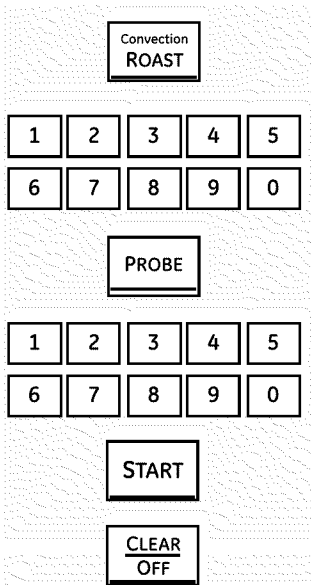 Convection
ROAST
1 2 3 4 5
6 7 8 9 0
PROBE
1 2 3 4 5
6 7 8 9 0
START
CLEAR
OFF